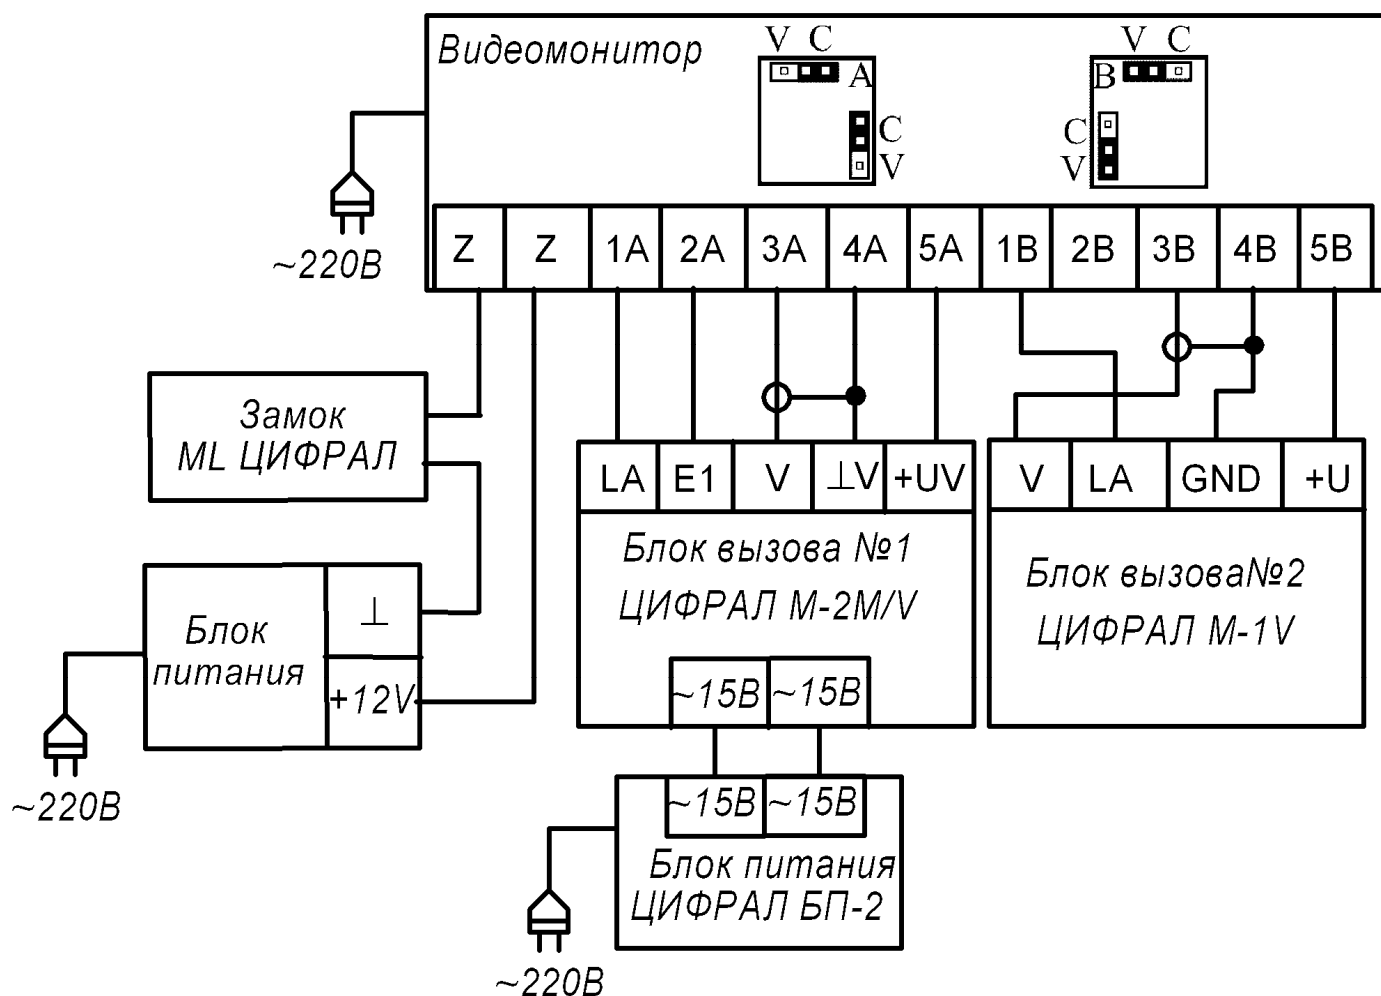 V C
V C
Видеомонитор
A
B
C
V
C
V
Z Z 1A 2A 3A 4A 5A 1B 2B 3B 4B 5B
~220В
Замок
ML ЦИФРАЛ
LA E1 V ⊥V +UV
V LA GND +U
Блок вызова №1
ЦИФРАЛ М-2М/V
Блок вызова№2
ЦИФРАЛ М-1V
Блок
питания
⊥
+12V
~220В
~15В ~15В
~15В ~15В
Блок питания
ЦИФРАЛ БП-2
~220В